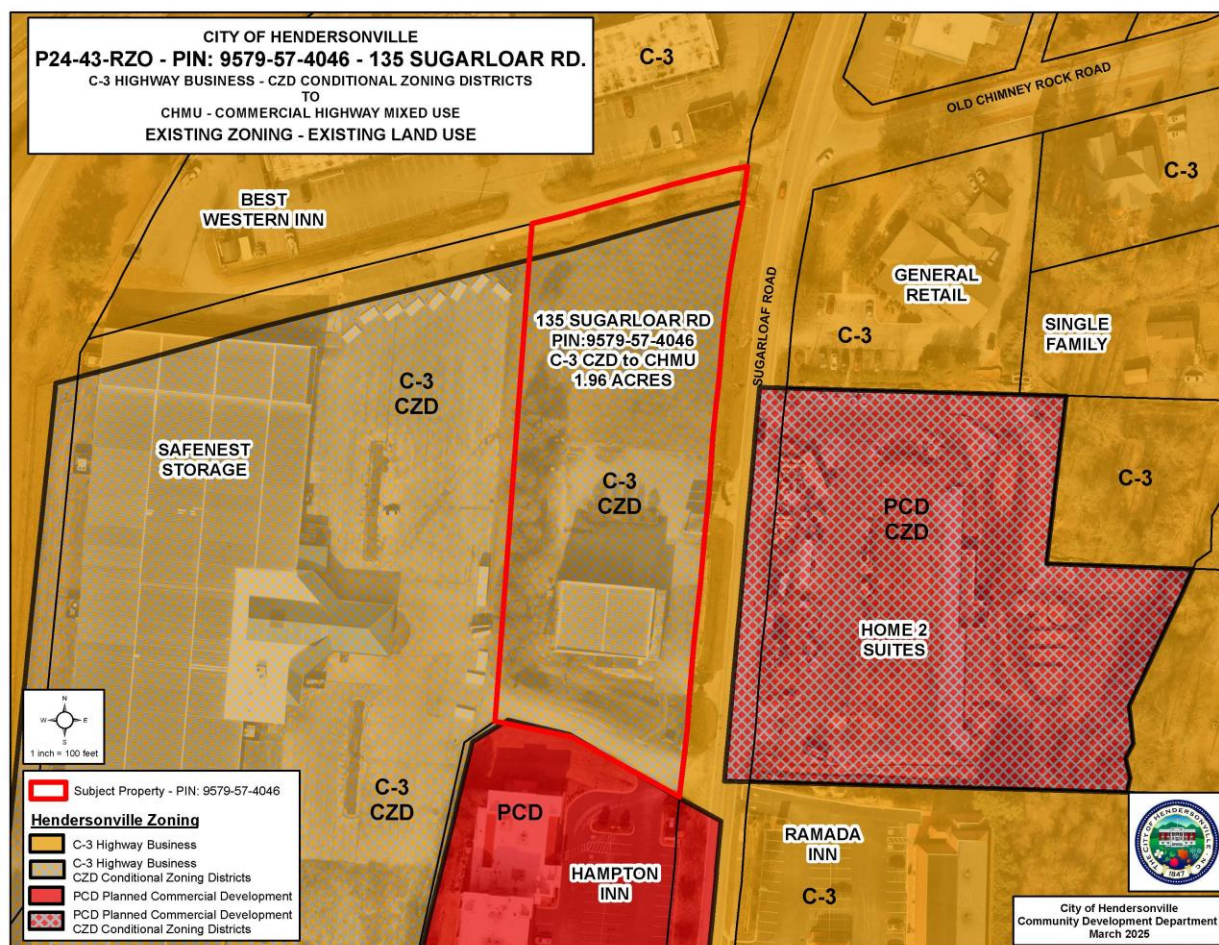 CITY OF HENDERSONVILLE
P24-43-RZO - PIN: 9579-57-4046 - 135 SUGARLOAR RD.
C-3 HIGHWAY BUSINESS - CZD CONDITIONAL ZONING DISTRICTS
TO
CHMU - COMMERCIAL HIGHWAY MIXED USE
EXISTING ZONING - EXISTING LAND USE
C-3
OLD CHIMNEY ROCK ROAD
C-3
BEST
WESTERN INN
GENERAL
RETAIL
135 SUGARLOAR RD
PIN:9579-57-4046
C-3 CZD to CHMU
1.96 ACRES
SUGARLOAF ROAD
C-3
SINGLE
FAMILY
C-3
CZD
SAFENEST
STORAGE
C-3
CZD
C-3
PCD
CZD
HOME 2
SUITES
N
W
E
S
1 inch = 100 feet
C-3
CZD
PCD
HAMPTON
INN
RAMADA
INN
C-3
Subject Property - PIN: 9579-57-4046
Hendersonville Zoning
C-3 Highway Business
C-3 Highway Business
CZD Conditional Zoning Districts
PCD Planned Commercial Development
PCD Planned Commercial Development
CZD Conditional Zoning Districts
THE CITY OF HENDERSONVILLE N.C.
1847
City of Hendersonville
Community Development Department
March 2025